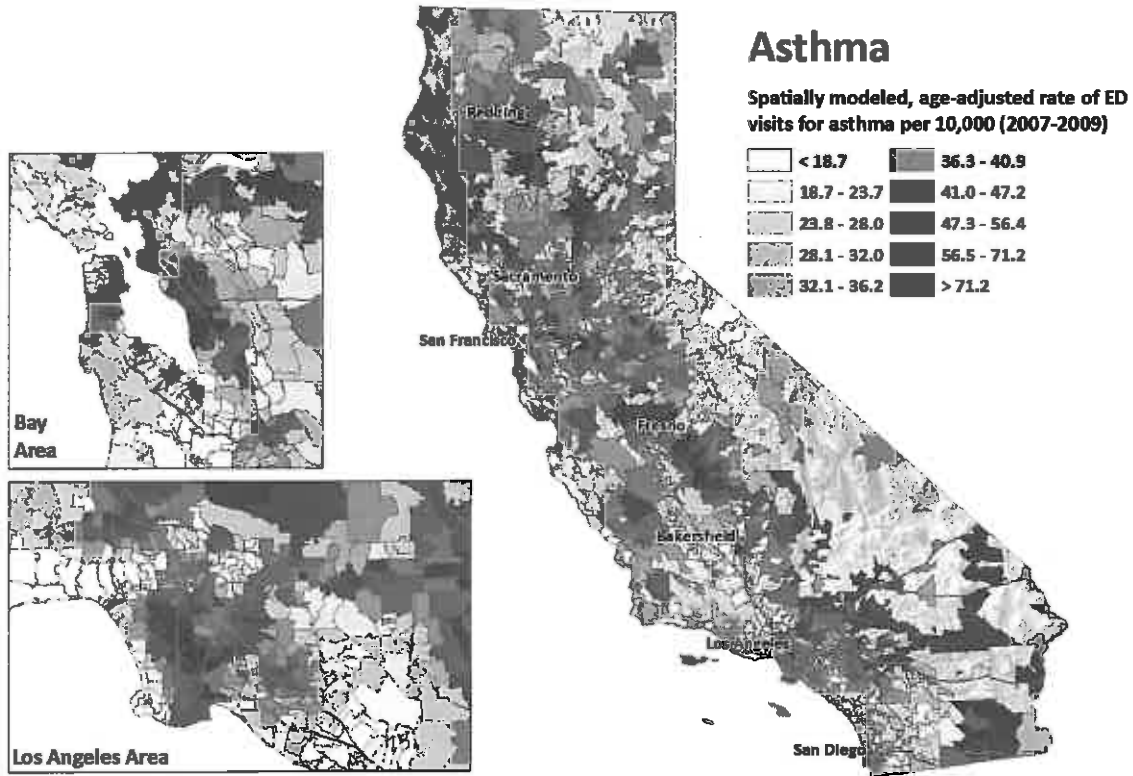 Asthma
Spatially modeled, age-adjusted rate of ED
visits for asthma per 10,000 (2007-2009)
< 18.7
36.3 - 40.9
18.7 - 23.7
41.0 - 47.2
23.8 - 28.0
47.3 - 56.4
28.1 - 32.0
56.5 - 71.2
32.1 - 36.2
> 71.2
Redding
Sacramento
San Francisco
Fresno
Bakersfield
Los Angeles
San Diego
Bay
Area
Los Angeles Area